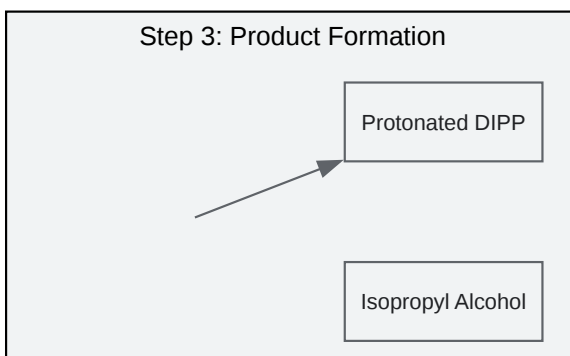 Step 3: Product Formation
Protonated DIPP
Isopropyl Alcohol